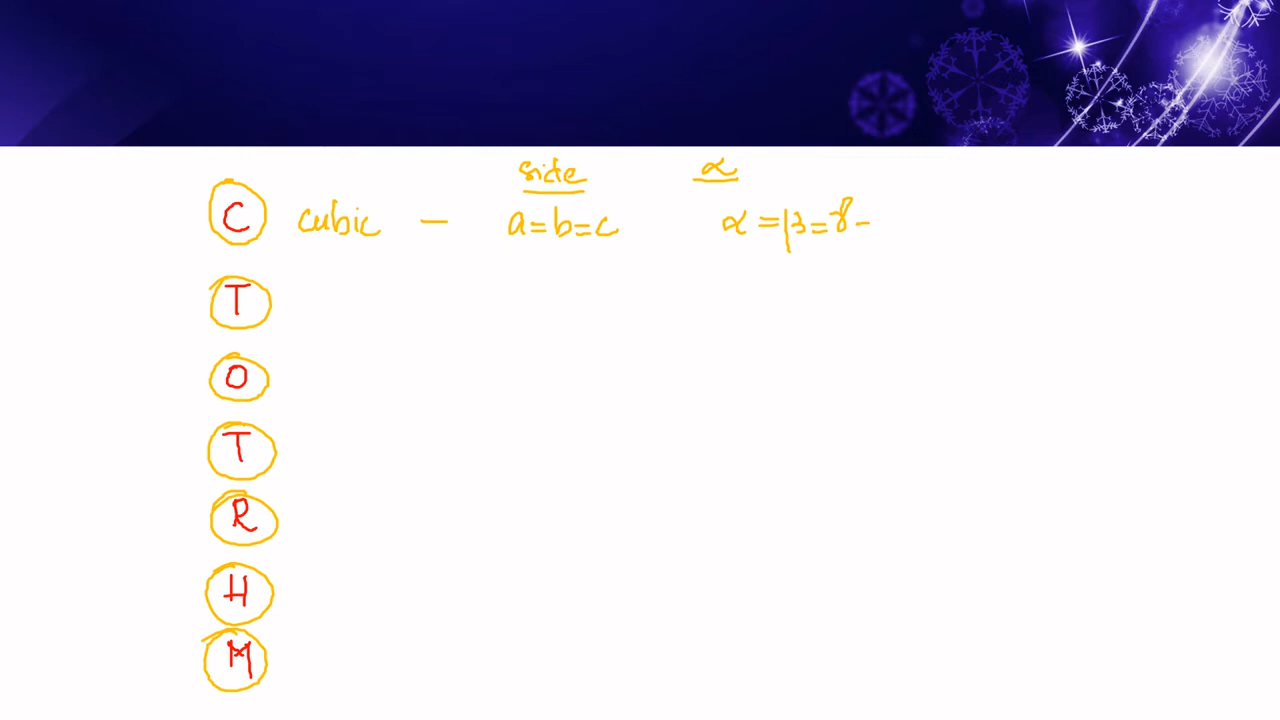 side α
C cubic - a=b=c α=β=γ-
T
O
T
R
H
M